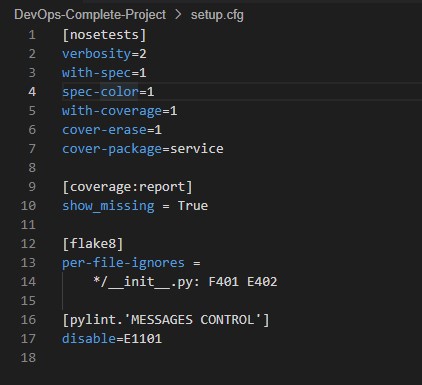 DevOps-Complete-Project > setup.cfg
1 [nosetests]
2 verbosity=2
3 with-spec=1
4 spec-color=1
5 with-coverage=1
6 cover-erase=1
7 cover-package=service
8
9 [coverage:report]
10 show_missing = True
11
12 [flake8]
13 per-file-ignores =
14     */__init__.py: F401 E402
15
16 [pylint.'MESSAGES CONTROL']
17 disable=E1101
18